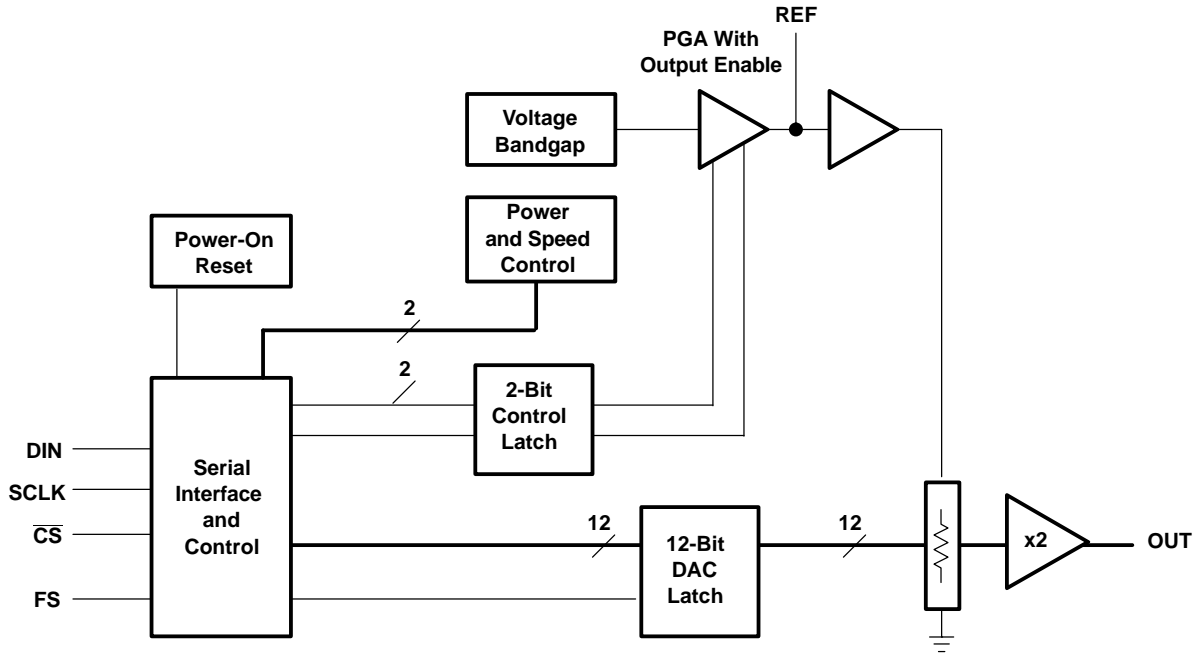 REF
PGA With
Output Enable
Voltage
Bandgap
Power
and Speed
Control
Power-On
Reset
2
2
2-Bit
Control
Latch
DIN
SCLK
CS
FS
Serial
Interface
and
Control
12
12-Bit
DAC
Latch
12
x2
OUT